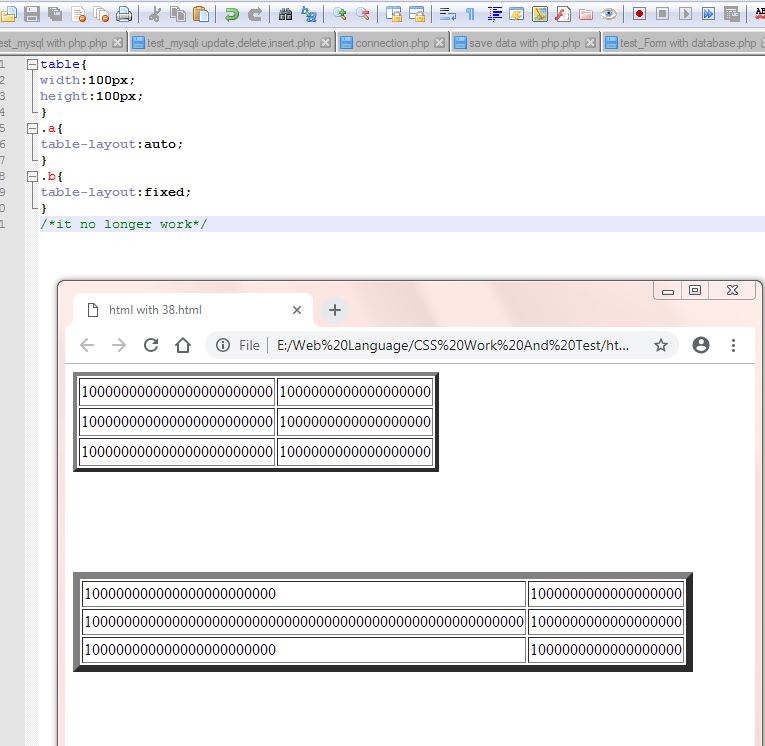 est_mysql with php.php test_mysqli update,delete,insert.php connection.php save data with php.php test_Form with database.php
1 table{
2 width:100px;
3 height:100px;
4 }
5 .a{
6 table-layout:auto;
7 }
8 .b{
9 table-layout:fixed;
0 }
1 /*it no longer work*/
html with 38.html
File E:/Web%20Language/CSS%20Work%20And%20Test/ht...
100000000000000000000000 1000000000000000000
100000000000000000000000 1000000000000000000
100000000000000000000000 1000000000000000000
100000000000000000000000 1000000000000000000
1000000000000000000000000000000000000000000000000000000 1000000000000000000
100000000000000000000000 1000000000000000000